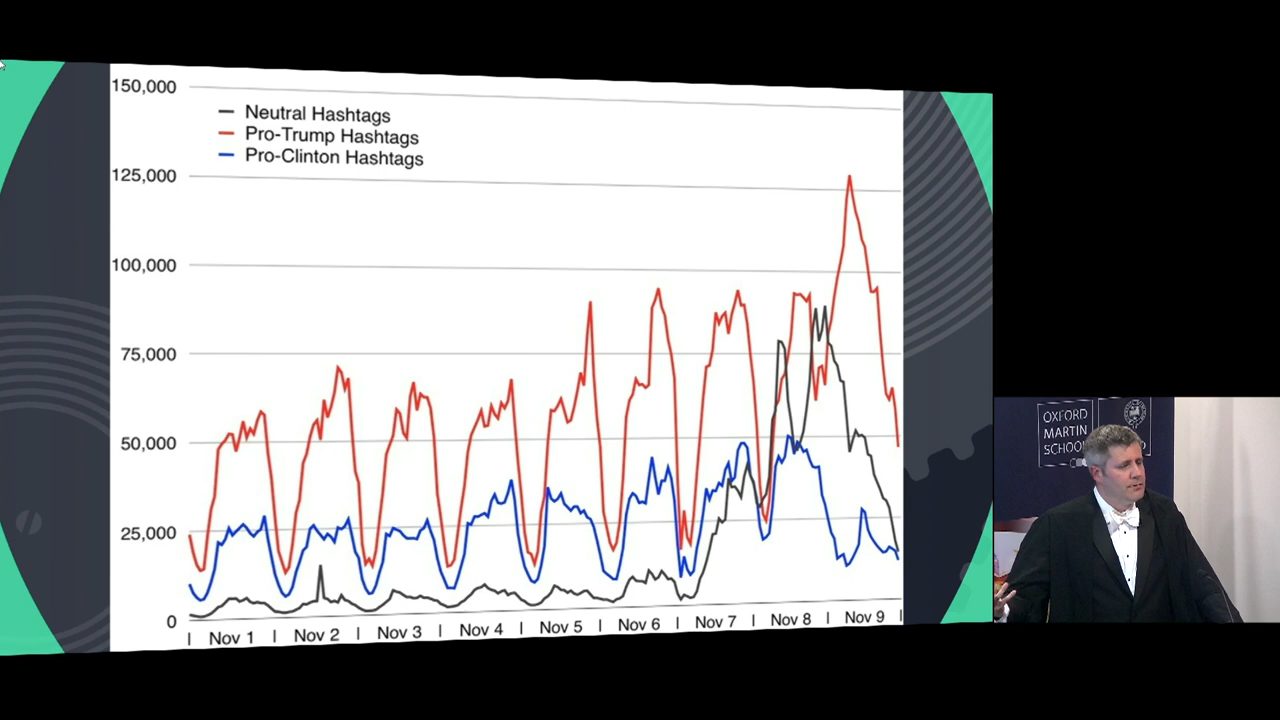 150,000
Neutral Hashtags
Pro-Trump Hashtags
Pro-Clinton Hashtags
125,000
100,000
75,000
50,000
25,000
0
Nov 1 Nov 2 Nov 3 Nov 4 Nov 5 Nov 6 Nov 7 Nov 8 Nov 9
OXFORD
MARTIN
SCHOO